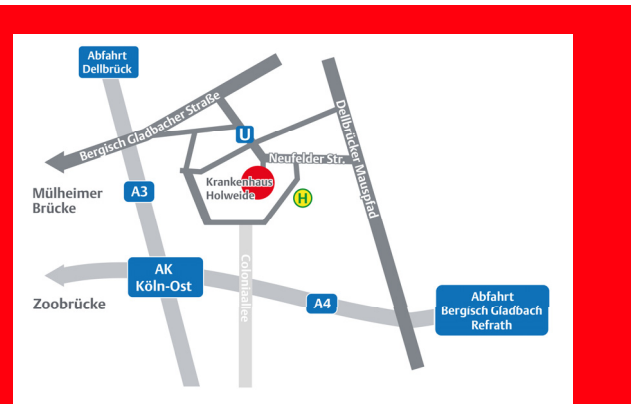 Abfahrt
Dellbrück
Bergisch Gladbacher Straße
Dellbrücker Mauspfad
U
Neufelder Str.
Krankenhaus
Holweide
H
Mülheimer
Brücke
A3
AK
Köln-Ost
Coloniaallee
Zoobrücke
A4
Abfahrt
Bergisch Gladbach
Refrath